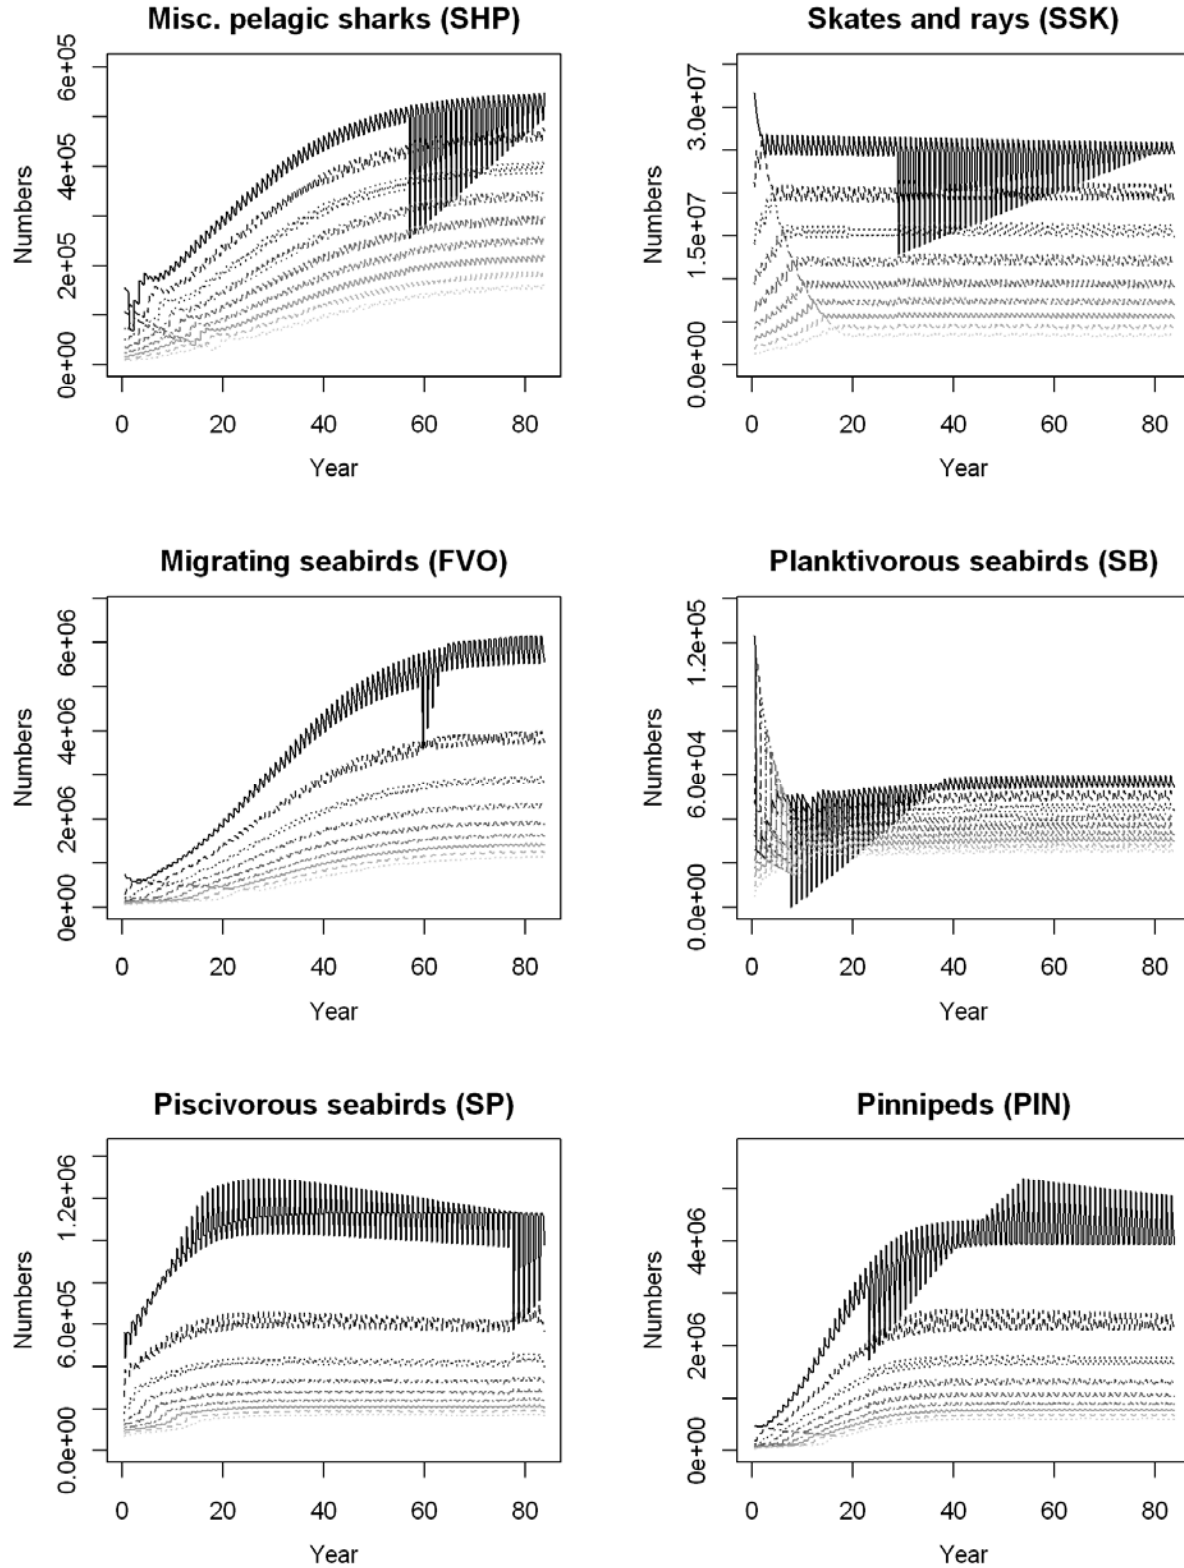 Misc. pelagic sharks (SHP)
Numbers
0e+00 2e+05 4e+05 6e+05
0 20 40 60 80
Year
Skates and rays (SSK)
Numbers
0.0e+00 1.5e+07 3.0e+07
0 20 40 60 80
Year
Migrating seabirds (FVO)
Numbers
0e+00 2e+06 4e+06 6e+06
0 20 40 60 80
Year
Planktivorous seabirds (SB)
Numbers
0.0e+00 6.0e+04 1.2e+05
0 20 40 60 80
Year
Piscivorous seabirds (SP)
Numbers
0.0e+00 6.0e+05 1.2e+06
0 20 40 60 80
Year
Pinnipeds (PIN)
Numbers
0e+00 2e+06 4e+06
0 20 40 60 80
Year